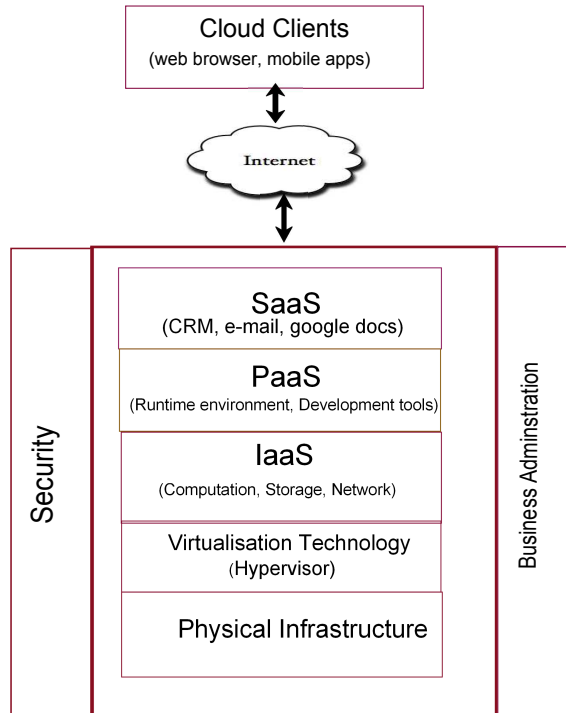 Cloud Clients
(web browser, mobile apps)
Internet
Security
SaaS
(CRM, e-mail, google docs)
PaaS
(Runtime environment, Development tools)
IaaS
(Computation, Storage, Network)
Virtualisation Technology
(Hypervisor)
Physical Infrastructure
Business Adminstration